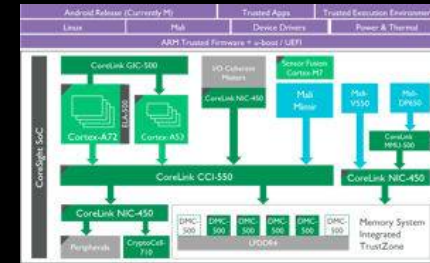 Android Release (Currently M)
Trusted Apps
Trusted Execution Environment
Linux
Mali
Device Drivers
Power & Thermal
ARM Trusted Firmware + u-boot / UEFI
CoreSight SoC
CoreLink GIC-500
I/O Coherent
Masters
Sensor Fusion
Cortex-M7
CoreLink NIC-450
Mali
Mimir
Mali-
V550
Mali-
DP650
Cortex-A72
ELA-500
Cortex-A53
CoreLink
MMU-500
CoreLink CCI-550
CoreLink NIC-450
CoreLink NIC-450
Peripherals
CryptoCell-
710
DMC-
500
DMC-
500
DMC-
500
DMC-
500
DMC-
500
DMC-
500
LPDDR4
Memory System
Integrated
TrustZone